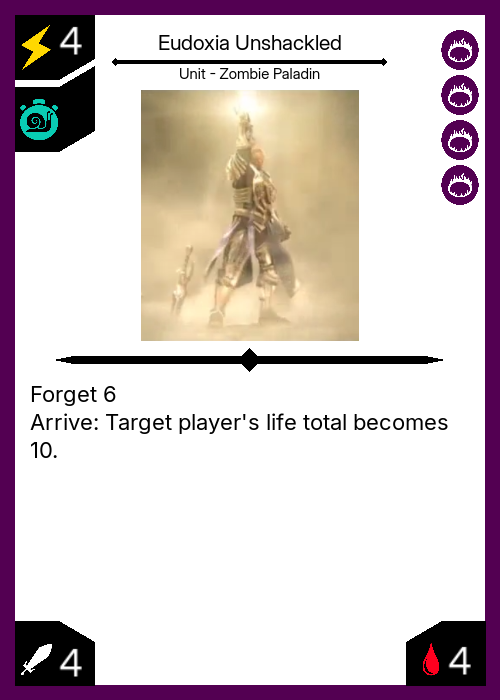 4
Eudoxia Unshackled
Unit - Zombie Paladin
Forget 6
Arrive: Target player's life total becomes
10.
4
4